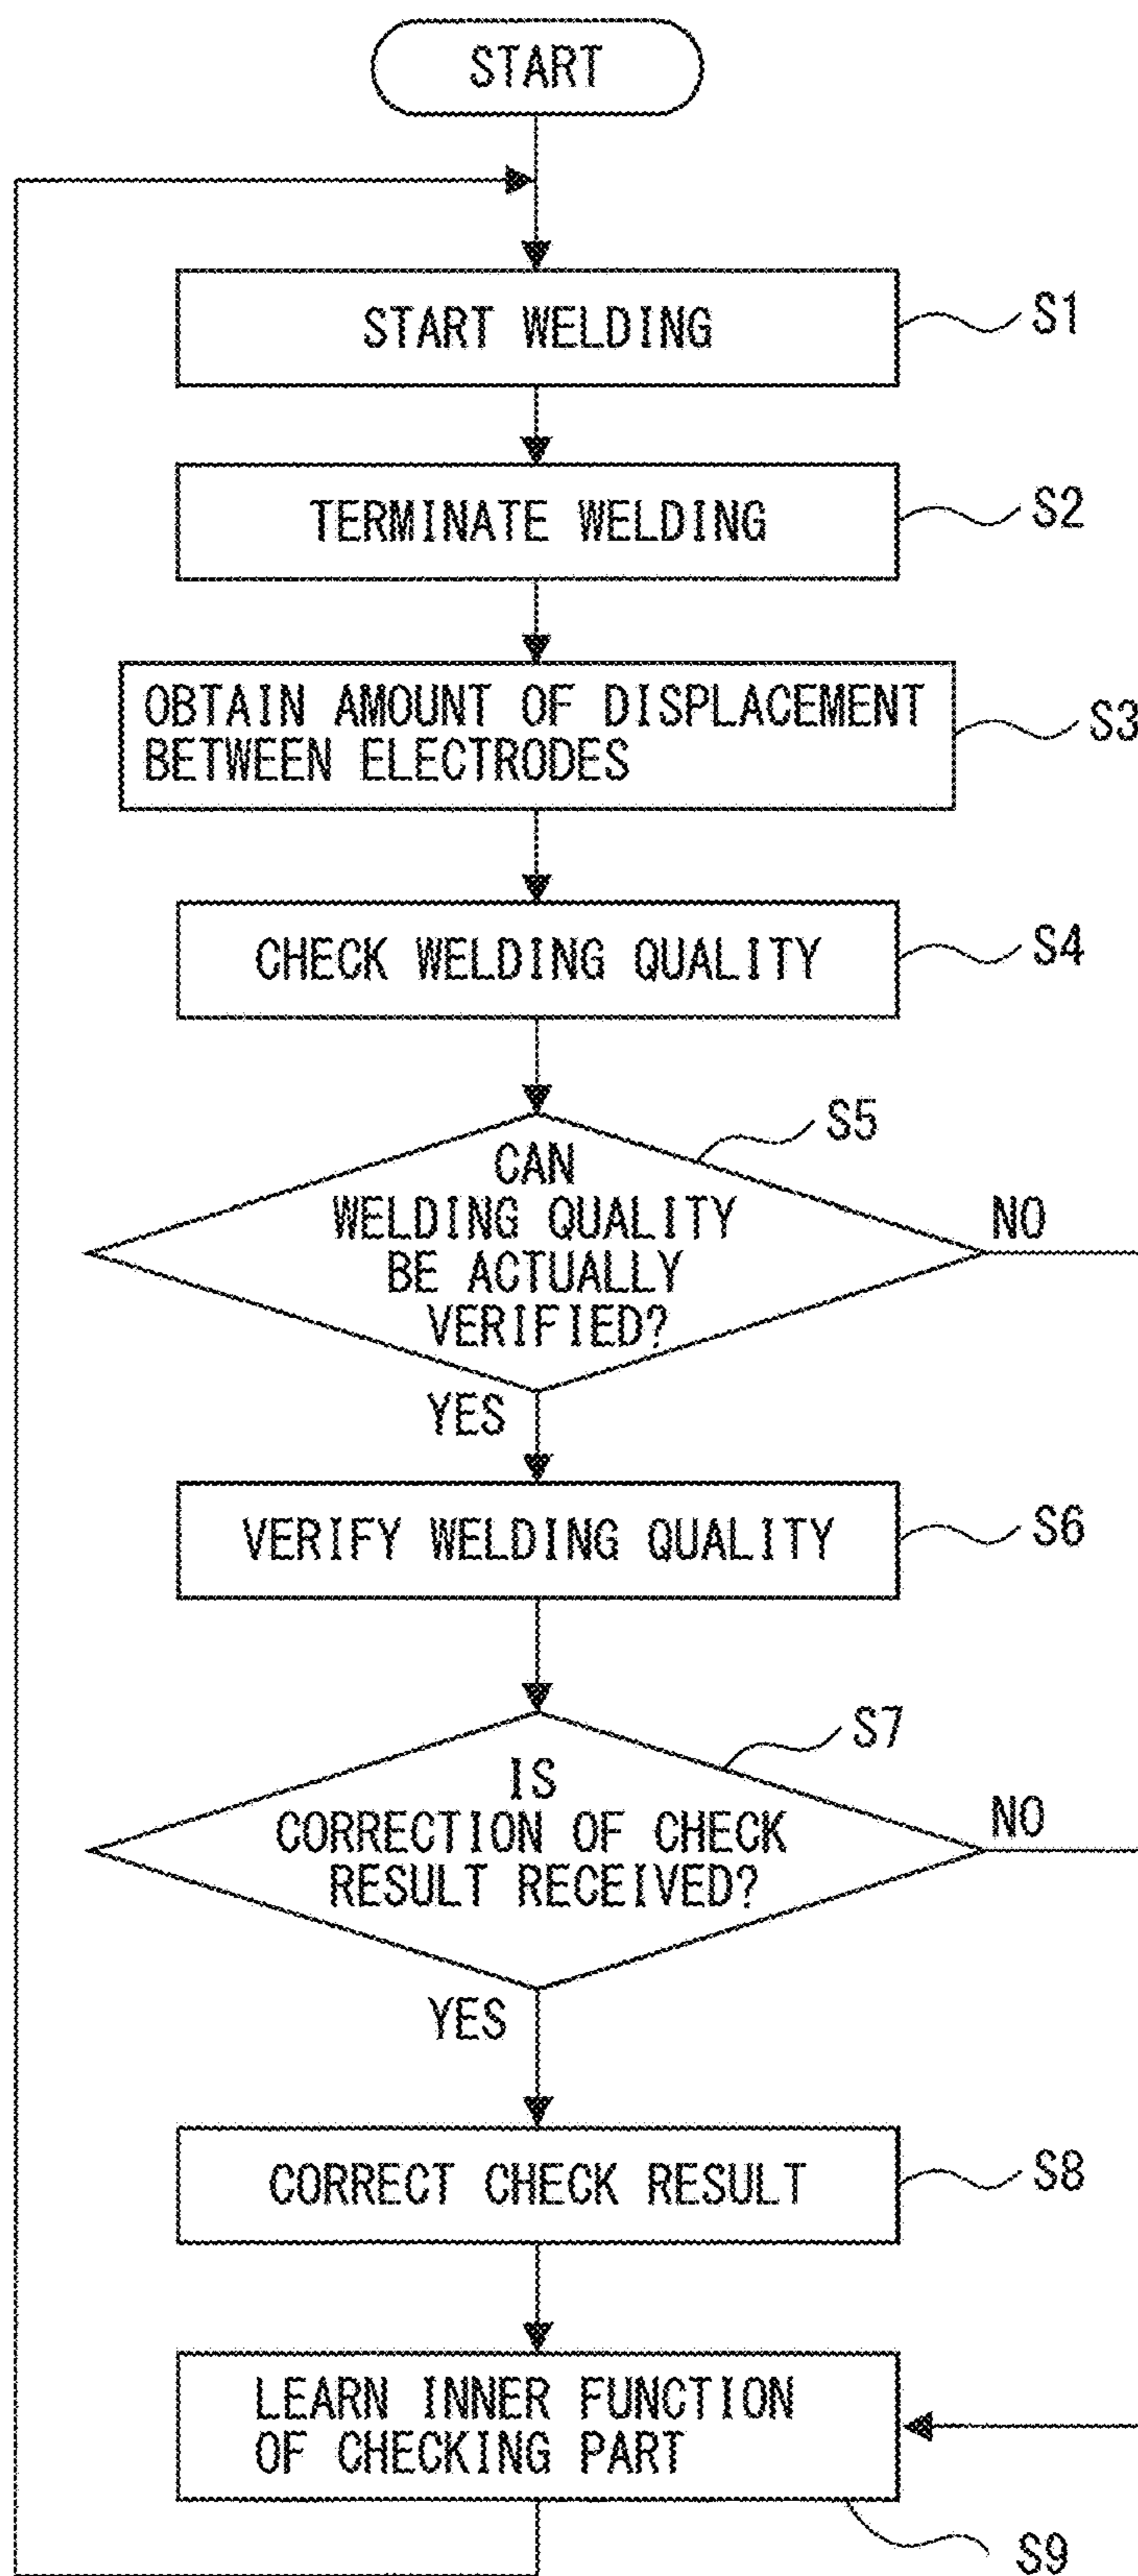 START
START WELDING
S1
TERMINATE WELDING
S2
OBTAIN AMOUNT OF DISPLACEMENT
BETWEEN ELECTRODES
S3
CHECK WELDING QUALITY
S4
S5
CAN
WELDING QUALITY
BE ACTUALLY
VERIFIED?
NO
YES
VERIFY WELDING QUALITY
S6
S7
IS
CORRECTION OF CHECK
RESULT RECEIVED?
NO
YES
CORRECT CHECK RESULT
S8
LEARN INNER FUNCTION
OF CHECKING PART
S9